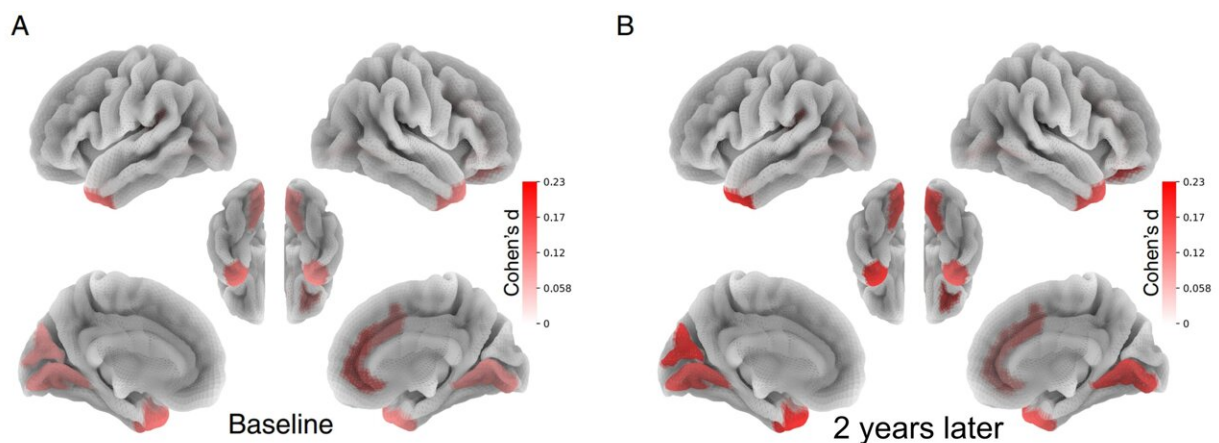 A
B
Cohen's d
0.23
0.17
0.12
0.058
0
Cohen's d
0.23
0.17
0.12
0.058
0
Baseline
2 years later